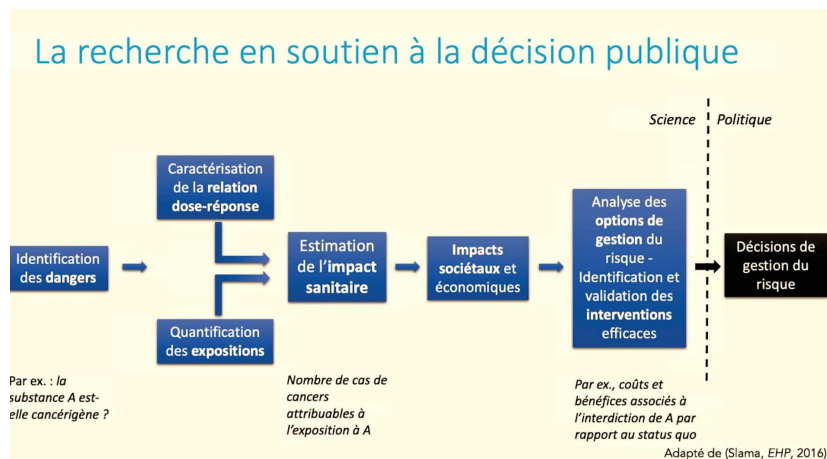 La recherche en soutien à la décision publique
Science
Politique
Caractérisation
de la relation
dose-réponse
Identification
des dangers
Quantification
des expositions
Estimation
de l'impact
sanitaire
Impacts
sociétaux et
économiques
Analyse des
options de
gestion du
risque -
Identification et
validation des
interventions
efficaces
Décisions de
gestion du
risque
Par ex. : la
substance A est-
elle cancérigène ?
Nombre de cas de
cancers
attribuables à
l'exposition à A
Par ex., coûts et
bénéfices associés à
l'interdiction de A par
rapport au status quo
Adapté de (Slama, EHP, 2016)